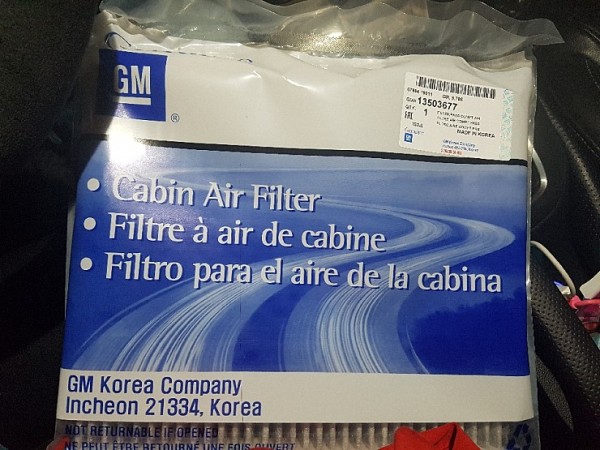 GM
®
13503677
1
MADE IN KOREA
• Cabin Air Filter
• Filtre à air de cabine
• Filtro para el aire de la cabina
GM Korea Company
Incheon 21334, Korea
NOT RETURNABLE IF OPENED
NE PEUT ÊTRE RETOURNÉ UNE FOIS OUVERT